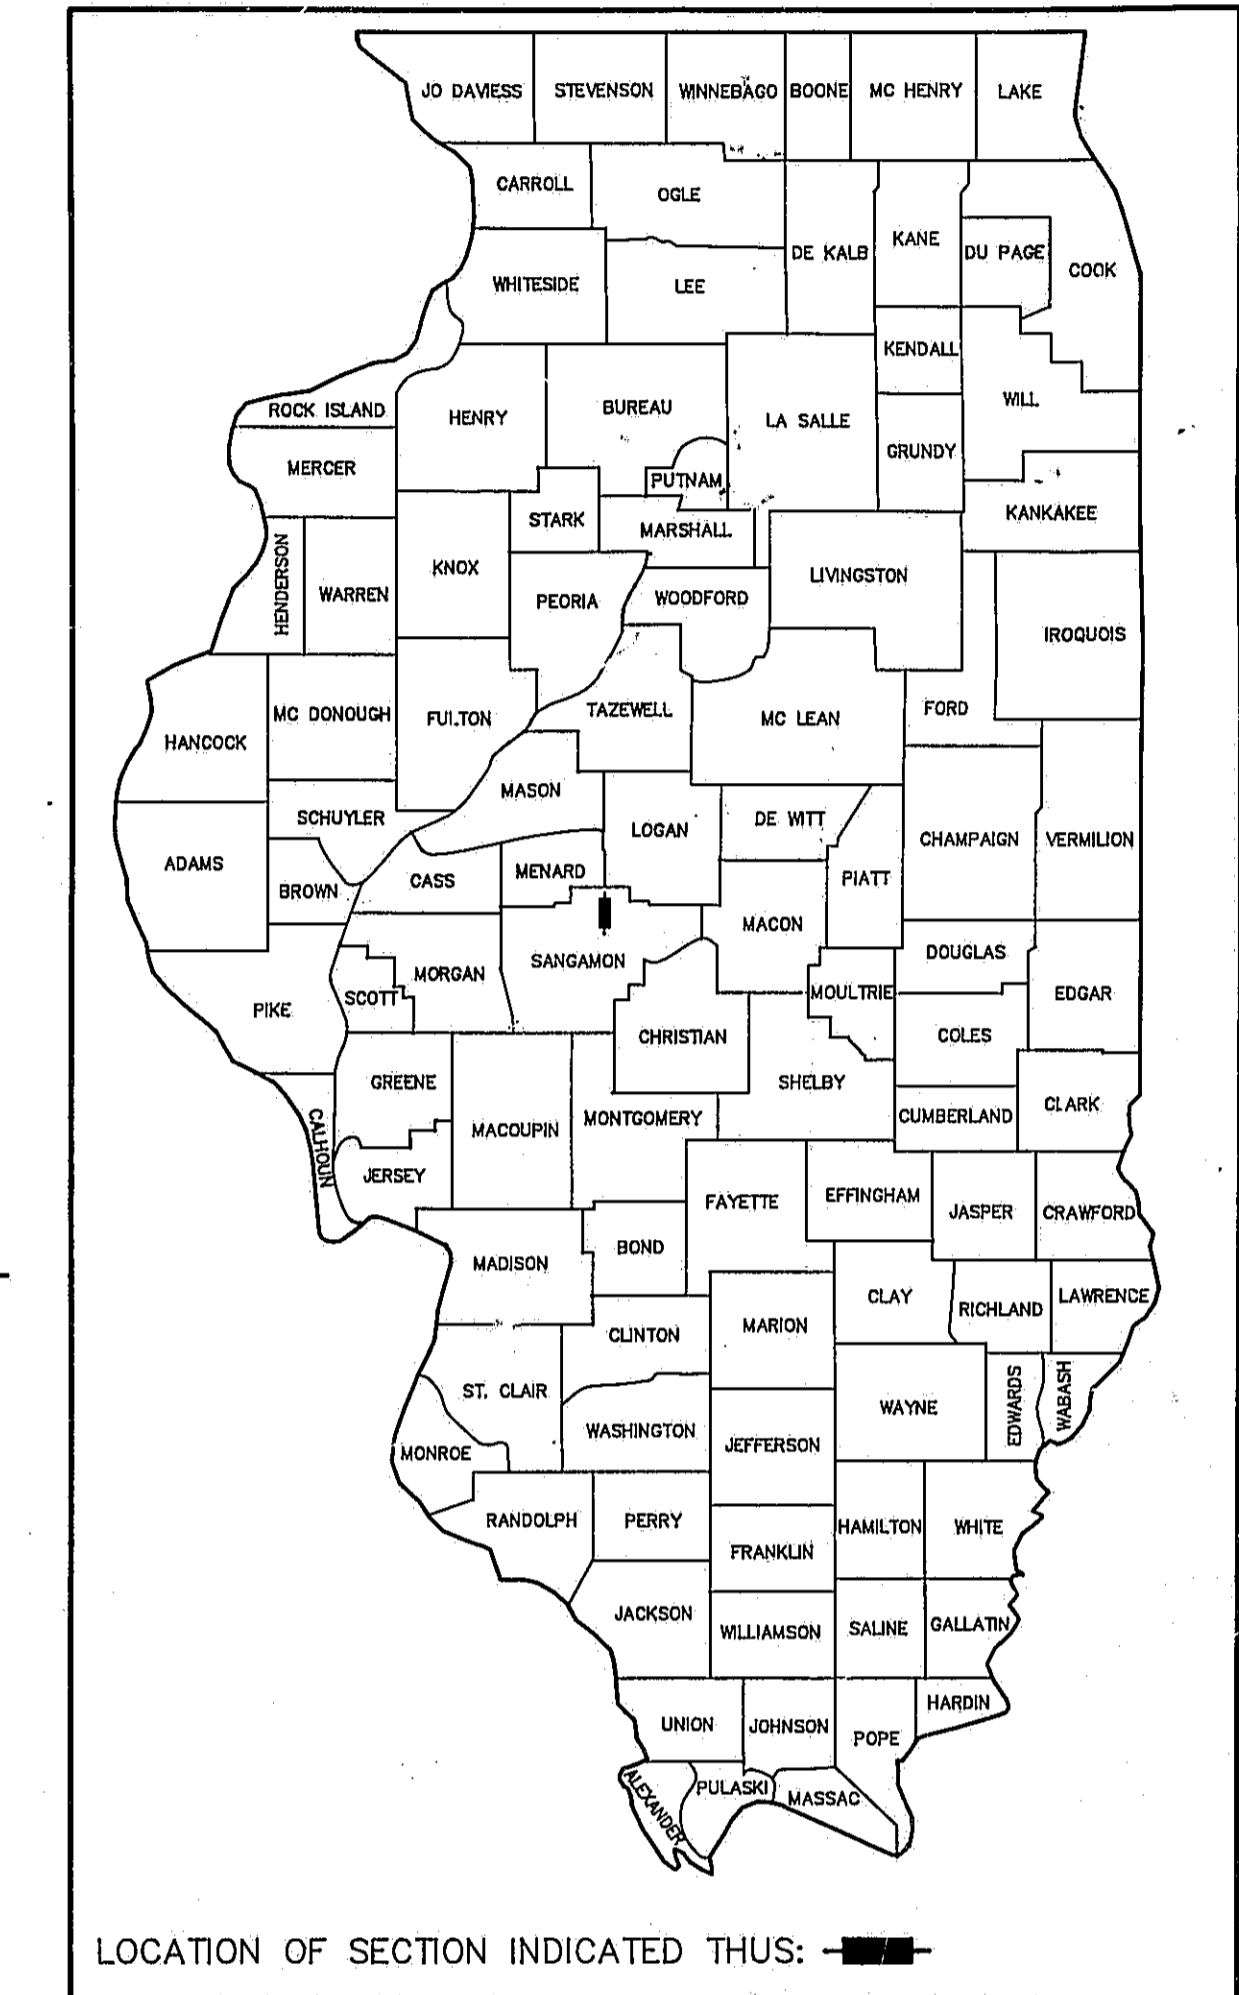 JO DAVIESS
STEVENSON
WINNEBAGO
BOONE
MC HENRY
LAKE
CARROLL
OGLE
DE KALB
KANE
DU PAGE
COOK
WHITESIDE
LEE
KENDALL
ROCK ISLAND
HENRY
BUREAU
LA SALLE
WILL
GRUNDY
MERCER
PUTNAM
STARK
MARSHALL
KANKAKEE
HENDERSON
WARREN
KNOX
PEORIA
WOODFORD
LIVINGSTON
IROQUOIS
HANCOCK
MC DONOUGH
FULTON
TAZEWELL
MC LEAN
FORD
MASON
SCHUYLER
LOGAN
DE WITT
CHAMPAIGN
VERMILION
ADAMS
BROWN
CASS
MENARD
PIATT
MACON
SANGAMON
DOUGLAS
MORGAN
SCOTT
PIKE
MOULTRIE
EDGAR
CHRISTIAN
COLES
GREENE
SHELBY
CALHOUN
MACOUPIN
MONTGOMERY
CUMBERLAND
CLARK
JERSEY
FAYETTE
EFFINGHAM
JASPER
CRAWFORD
MADISON
BOND
CLAY
RICHLAND
LAWRENCE
CLINTON
MARION
ST. CLAIR
WASHINGTON
WAYNE
EDWARDS
WABASH
JEFFERSON
MONROE
RANDOLPH
PERRY
HAMILTON
WHITE
FRANKLIN
JACKSON
WILLIAMSON
SALINE
GALLATIN
HARDIN
UNION
JOHNSON
POPE
ALEXANDER
PULASKI
MASSAC
LOCATION OF SECTION INDICATED THUS: